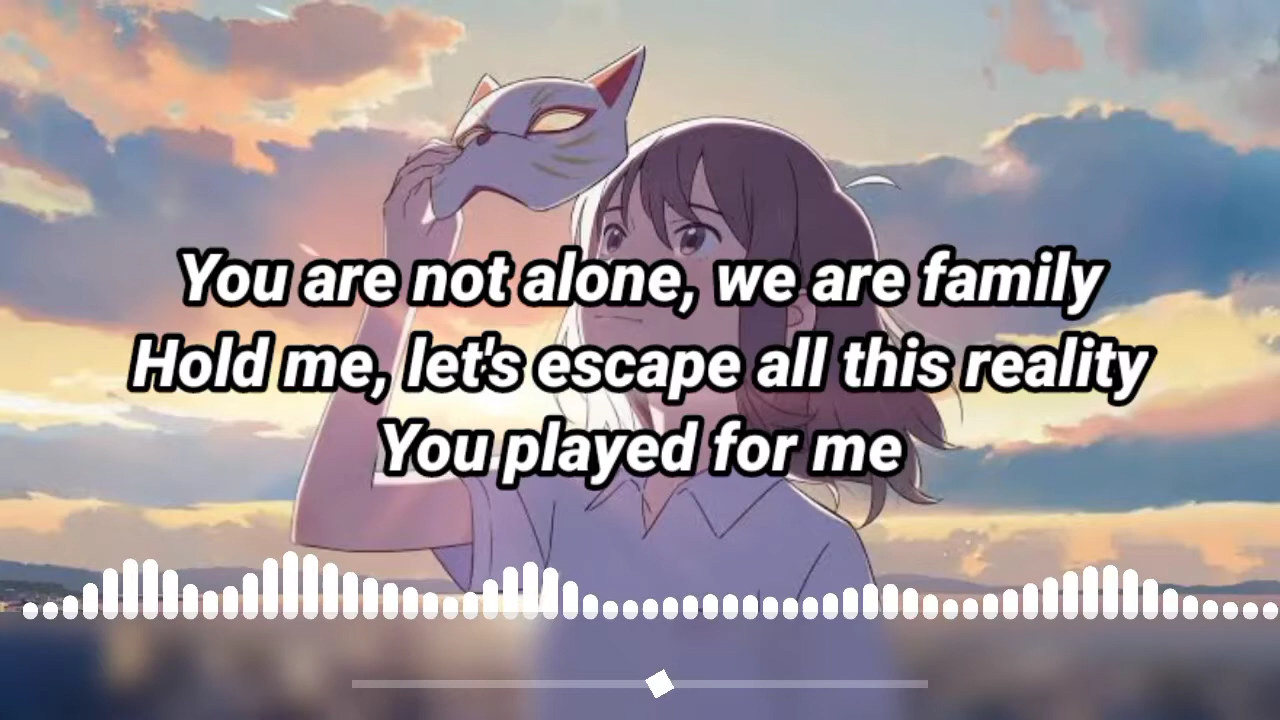 You are not alone, we are family
Hold me, let's escape all this reality
You played for me